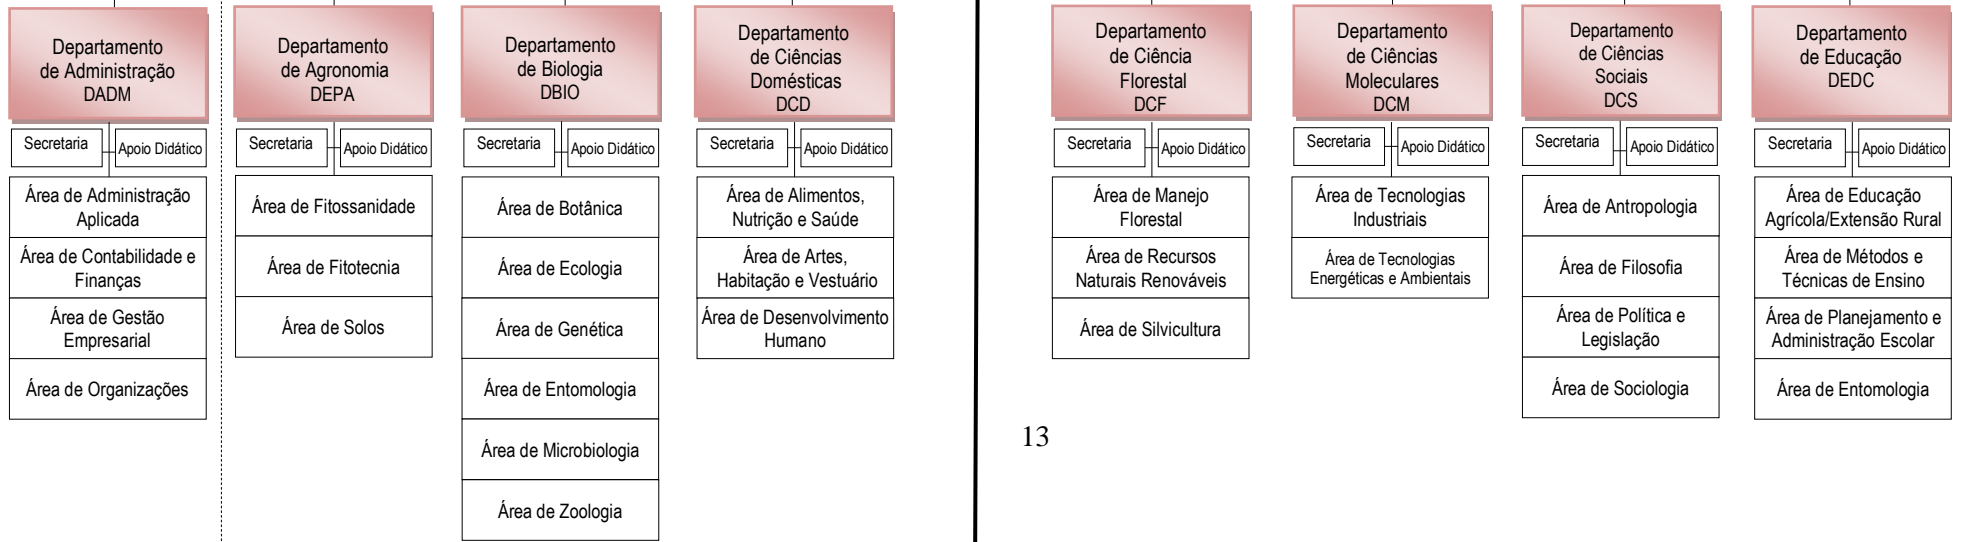 Departamento
de Administração
DADM
Secretaria
Apoio Didático
Área de Administração
Aplicada
Área de Contabilidade e
Finanças
Área de Gestão
Empresarial
Área de Organizações
Departamento
de Agronomia
DEPA
Secretaria
Apoio Didático
Área de Fitossanidade
Área de Fitotecnia
Área de Solos
Departamento
de Biologia
DBIO
Secretaria
Apoio Didático
Área de Botânica
Área de Ecologia
Área de Genética
Área de Entomologia
Área de Microbiologia
Área de Zoologia
Departamento
de Ciências
Domésticas
DCD
Secretaria
Apoio Didático
Área de Alimentos,
Nutrição e Saúde
Área de Artes,
Habitação e Vestuário
Área de Desenvolvimento
Humano
Departamento
de Ciência
Florestal
DCF
Secretaria
Apoio Didático
Área de Manejo
Florestal
Área de Recursos
Naturais Renováveis
Área de Silvicultura
Departamento
de Ciências
Moleculares
DCM
Secretaria
Apoio Didático
Área de Tecnologias
Industriais
Área de Tecnologias
Energéticas e Ambientais
Departamento
de Ciências
Sociais
DCS
Secretaria
Apoio Didático
Área de Antropologia
Área de Filosofia
Área de Política e
Legislação
Área de Sociologia
Departamento
de Educação
DEDC
Secretaria
Apoio Didático
Área de Educação
Agrícola/Extensão Rural
Área de Métodos e
Técnicas de Ensino
Área de Planejamento e
Administração Escolar
Área de Entomologia
13